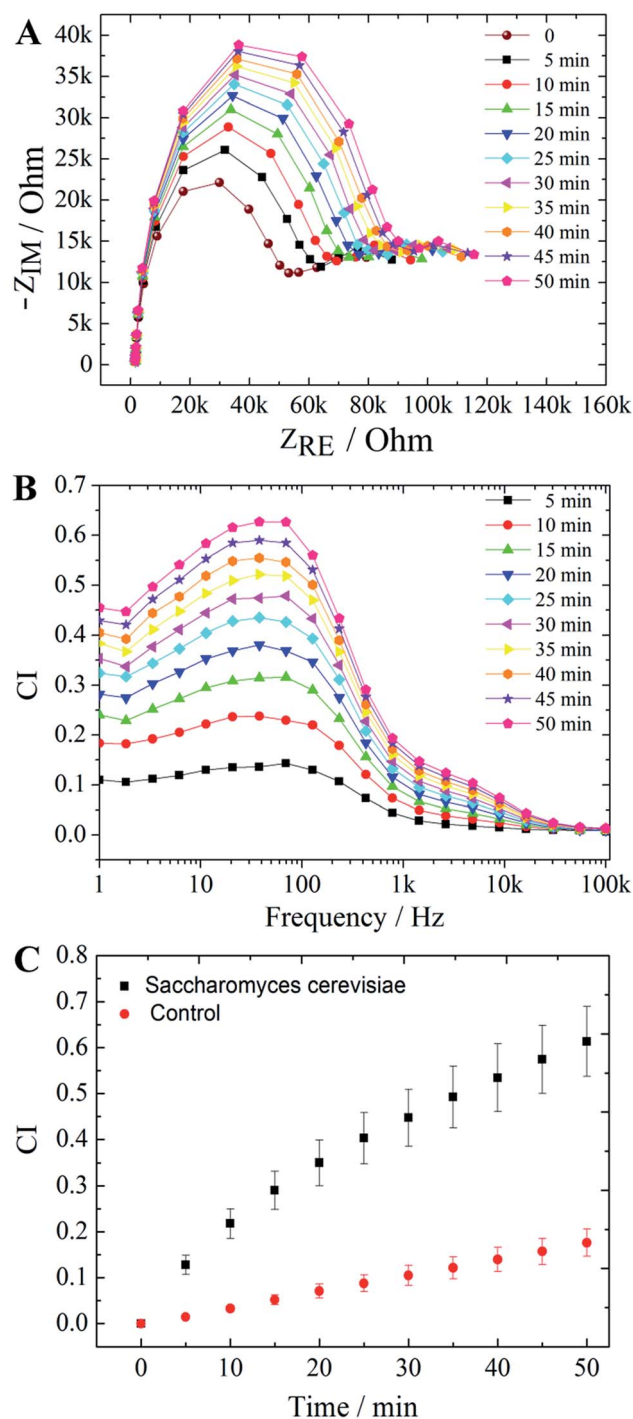 A
40k
35k
30k
25k
20k
15k
10k
5k
0
-ZIM / Ohm
0
5 min
10 min
15 min
20 min
25 min
30 min
35 min
40 min
45 min
50 min
0 20k 40k 60k 80k 100k 120k 140k 160k
ZRE / Ohm
B
0.7
0.6
0.5
0.4
0.3
0.2
0.1
0.0
CI
5 min
10 min
15 min
20 min
25 min
30 min
35 min
40 min
45 min
50 min
1 10 100 1k 10k 100k
Frequency / Hz
C
0.8
0.7
0.6
0.5
0.4
0.3
0.2
0.1
0.0
CI
Saccharomyces cerevisiae
Control
0 10 20 30 40 50
Time / min